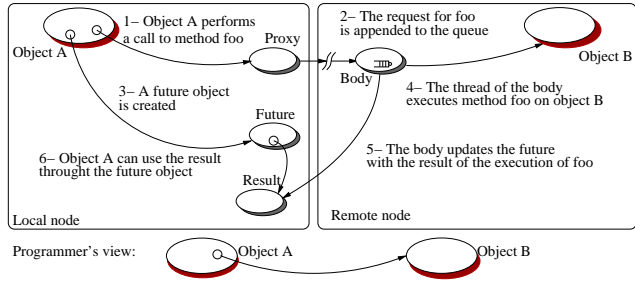 1– Object A performs
a call to method foo
Object A
Proxy
2– The request for foo
is appended to the queue
Body
Object B
3– A future object
is created
4– The thread of the body
executes method foo on object B
Future
6– Object A can use the result
throught the future object
5– The body updates the future
with the result of the execution of foo
Result
Local node
Remote node
Programmer's view:
Object A
Object B